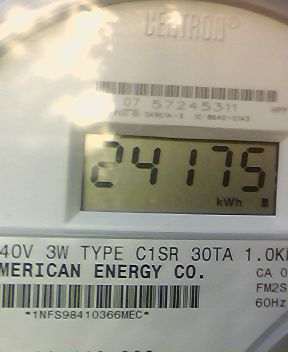 CENTRON®
07 57245311
24175
kWh
40V 3W TYPE C1SR 30TA 1.0K
MERICAN ENERGY CO.
CA 0
FM2S
60Hz
*1NFS98410366MEC*